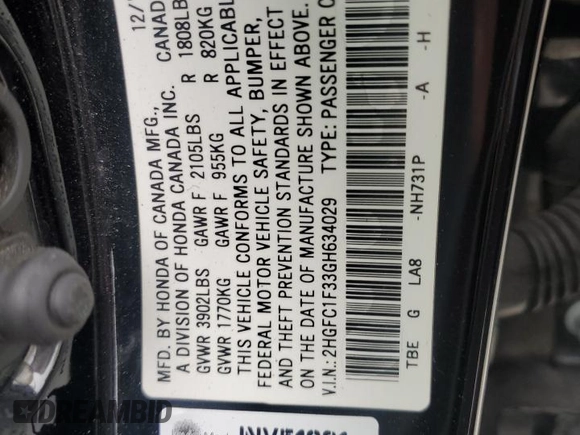 MFD. BY HONDA OF CANADA MFG., 12/
A DIVISION OF HONDA CANADA INC. CANAD
GVWR 3902LBS GAWR F 2105LBS R 1808LB
GVWR 1770KG GAWR F 955KG R 820KG
THIS VEHICLE CONFORMS TO ALL APPLICABL
FEDERAL MOTOR VEHICLE SAFETY, BUMPER,
AND THEFT PREVENTION STANDARDS IN EFFECT
ON THE DATE OF MANUFACTURE SHOWN ABOVE.
V.I.N.: 2HGFC1F33GH634029 TYPE: PASSENGER C
TBE G LA8 -NH731P -A -H
DREAMBID